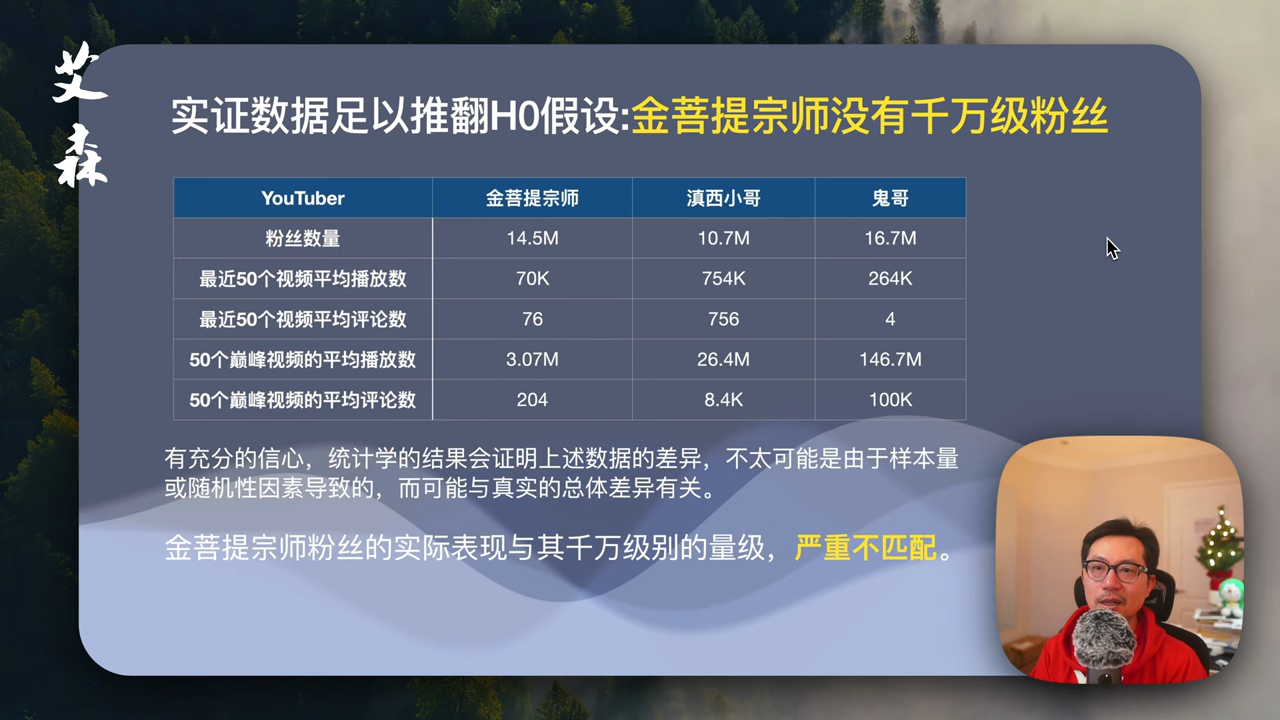 艾森
实证数据足以推翻H0假设:金菩提宗师没有千万级粉丝
YouTuber 金菩提宗师 滇西小哥 鬼哥
粉丝数量 14.5M 10.7M 16.7M
最近50个视频平均播放数 70K 754K 264K
最近50个视频平均评论数 76 756 4
50个巅峰视频的平均播放数 3.07M 26.4M 146.7M
50个巅峰视频的平均评论数 204 8.4K 100K
有充分的信心，统计学的结果会证明上述数据的差异，不太可能是由于样本量
或随机性因素导致的，而可能与真实的总体差异有关。
金菩提宗师粉丝的实际表现与其千万级别的量级，严重不匹配。